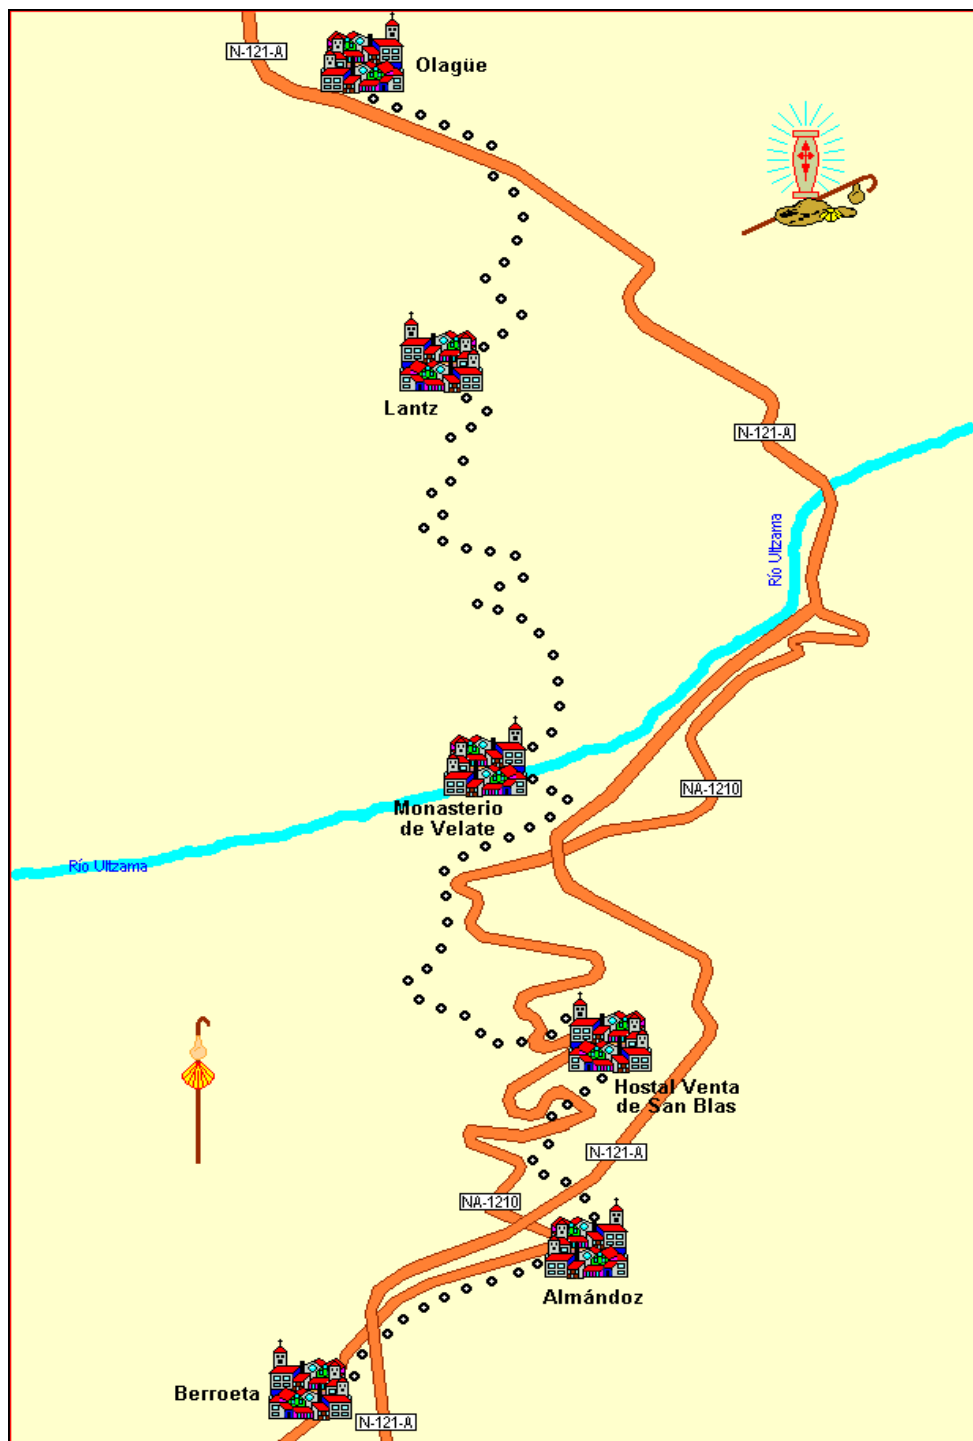 N-121-A
Olagüe
Lantz
N-121-A
Río Ultzama
NA-1210
Monasterio
de Velate
Río Ultzama
Hostal Venta
de San Blas
N-121-A
NA-1210
Almándoz
Berroeta
N-121-A